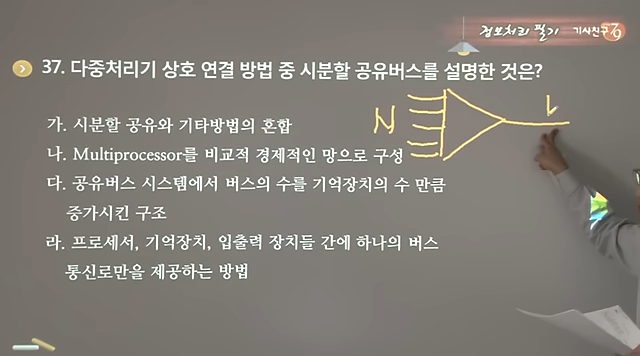 정보처리 필기 기사친구
37. 다중처리기 상호 연결 방법 중 시분할 공유버스를 설명한 것은?
가. 시분할 공유와 기타방법의 혼합
나. Multiprocessor를 비교적 경제적인 망으로 구성
다. 공유버스 시스템에서 버스의 수를 기억장치의 수 만큼
증가시킨 구조
라. 프로세서, 기억장치, 입출력 장치들 간에 하나의 버스
통신로만을 제공하는 방법
N